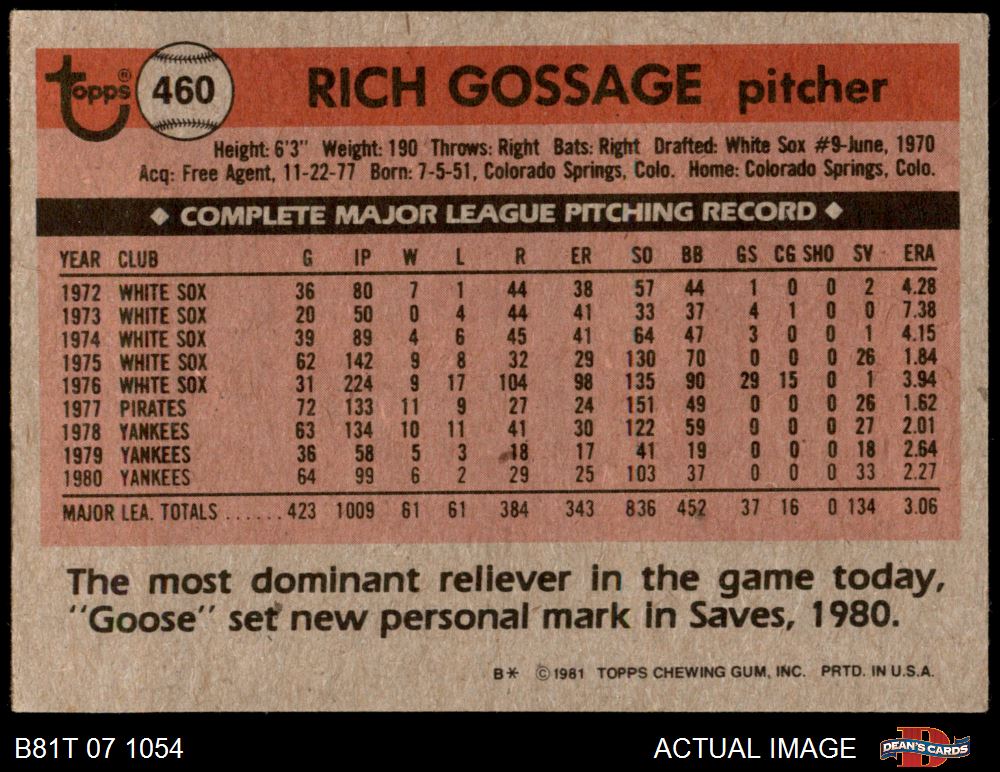 topps® 460 RICH GOSSAGE pitcher
Height: 6'3" Weight: 190 Throws: Right Bats: Right Drafted: White Sox #9-June, 1970
Acq: Free Agent, 11-22-77 Born: 7-5-51, Colorado Springs, Colo. Home: Colorado Springs, Colo.
◆ COMPLETE MAJOR LEAGUE PITCHING RECORD ◆
YEAR CLUB G IP W L R ER SO BB GS CG SHO SV ERA
1972 WHITE SOX 36 80 7 1 44 38 57 44 1 0 0 2 4.28
1973 WHITE SOX 20 50 0 4 44 41 33 37 4 1 0 0 7.38
1974 WHITE SOX 39 89 4 6 45 41 64 47 3 0 0 1 4.15
1975 WHITE SOX 62 142 9 8 32 29 130 70 0 0 0 26 1.84
1976 WHITE SOX 31 224 9 17 104 98 135 90 29 15 0 1 3.94
1977 PIRATES 72 133 11 9 27 24 151 49 0 0 0 26 1.62
1978 YANKEES 63 134 10 11 41 30 122 59 0 0 0 27 2.01
1979 YANKEES 36 58 5 3 18 17 41 19 0 0 0 18 2.64
1980 YANKEES 64 99 6 2 29 25 103 37 0 0 0 33 2.27
MAJOR LEA. TOTALS ...... 423 1009 61 61 384 343 836 452 37 16 0 134 3.06
The most dominant reliever in the game today,
"Goose" set new personal mark in Saves, 1980.
B* ©1981 TOPPS CHEWING GUM, INC. PRTD. IN U.S.A.
B81T 07 1054 ACTUAL IMAGE DEAN'S CARDS